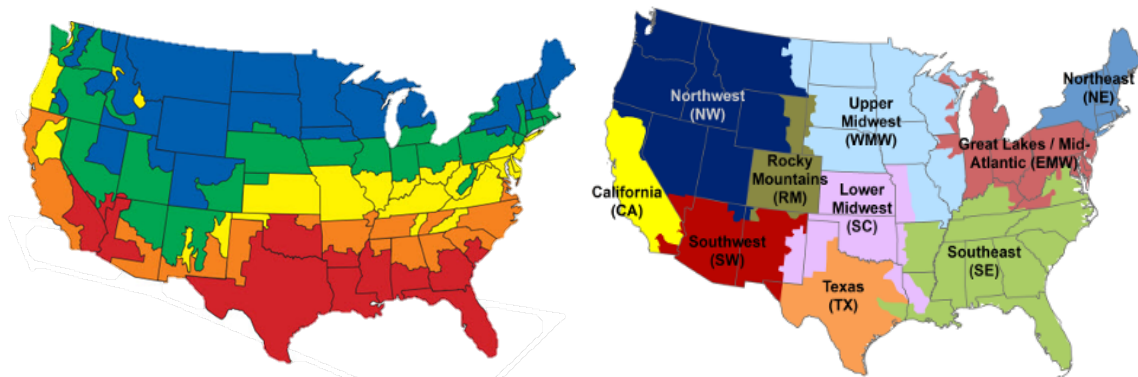 Northeast
(NE)
Northwest
(NW)
Upper
Midwest
(WMW)
Great Lakes / Mid-
Atlantic (EMW)
Rocky
Mountains
(RM)
California
(CA)
Lower
Midwest
(SC)
Southwest
(SW)
Southeast
(SE)
Texas
(TX)